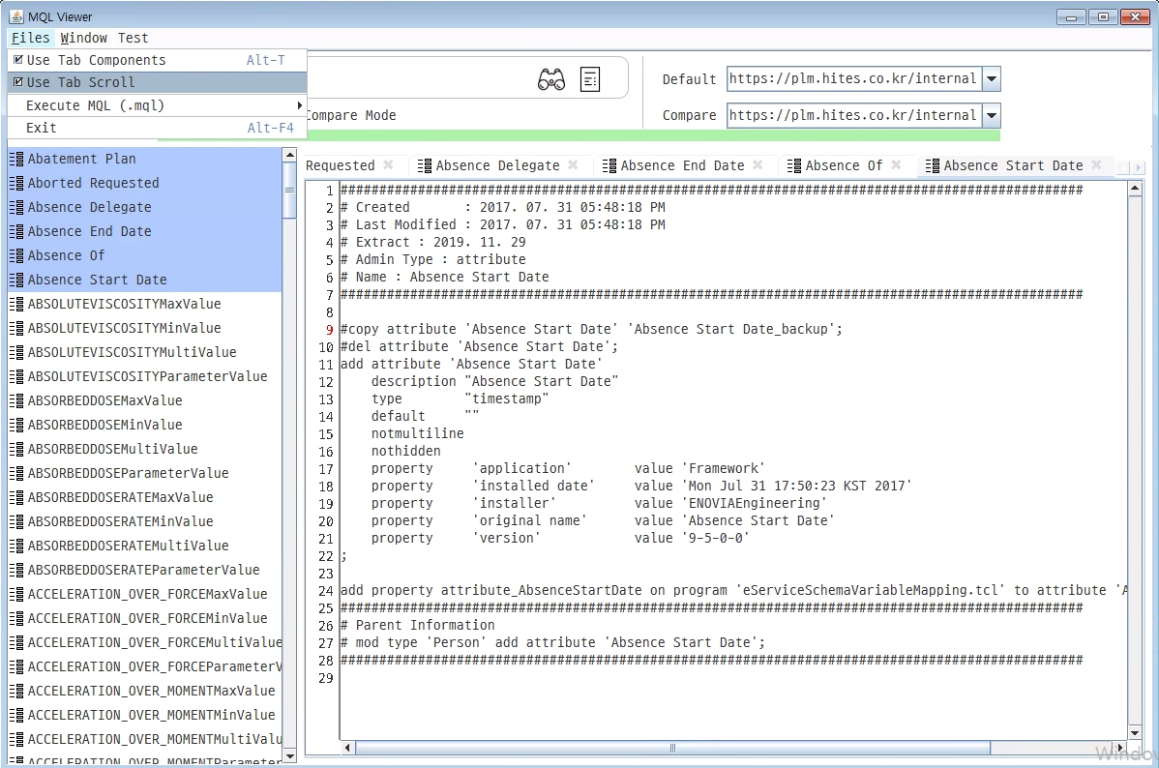 MQL Viewer
Files Window Test
Use Tab Components Alt-T
Use Tab Scroll
Execute MQL (.mql)
Exit Alt-F4
Compare Mode
Default https://plm.hites.co.kr/internal
Compare https://plm.hites.co.kr/internal
Abatement Plan
Aborted Requested
Absence Delegate
Absence End Date
Absence Of
Absence Start Date
ABSOLUTEVISCOSITYMaxValue
ABSOLUTEVISCOSITYMinValue
ABSOLUTEVISCOSITYMultiValue
ABSOLUTEVISCOSITYParameterValue
ABSORBEDDOSEMaxValue
ABSORBEDDOSEMinValue
ABSORBEDDOSEMultiValue
ABSORBEDDOSEParameterValue
ABSORBEDDOSERATEMaxValue
ABSORBEDDOSERATEMinValue
ABSORBEDDOSERATEMultiValue
ABSORBEDDOSERATEParameterValue
ACCELERATION_OVER_FORCEMaxValue
ACCELERATION_OVER_FORCEMinValue
ACCELERATION_OVER_FORCEMultiValue
ACCELERATION_OVER_FORCEParameterV
ACCELERATION_OVER_MOMENTMaxValue
ACCELERATION_OVER_MOMENTMinValue
ACCELERATION_OVER_MOMENTMultiValu
ACCELERATION_OVER_MOMENTParameter
Requested Absence Delegate Absence End Date Absence Of Absence Start Date
1 ################################################################################################
2 # Created : 2017. 07. 31 05:48:18 PM
3 # Last Modified : 2017. 07. 31 05:48:18 PM
4 # Extract : 2019. 11. 29
5 # Admin Type : attribute
6 # Name : Absence Start Date
7 ################################################################################################
8
9 #copy attribute 'Absence Start Date' 'Absence Start Date_backup';
10 #del attribute 'Absence Start Date';
11 add attribute 'Absence Start Date'
12 description "Absence Start Date"
13 type "timestamp"
14 default ""
15 notmultiline
16 nothidden
17 property 'application' value 'Framework'
18 property 'installed date' value 'Mon Jul 31 17:50:23 KST 2017'
19 property 'installer' value 'ENOVIAEngineering'
20 property 'original name' value 'Absence Start Date'
21 property 'version' value '9-5-0-0'
22 ;
23
24 add property attribute_AbsenceStartDate on program 'eServiceSchemaVariableMapping.tcl' to attribute 'A
25 ################################################################################################
26 # Parent Information
27 # mod type 'Person' add attribute 'Absence Start Date';
28 ################################################################################################
29